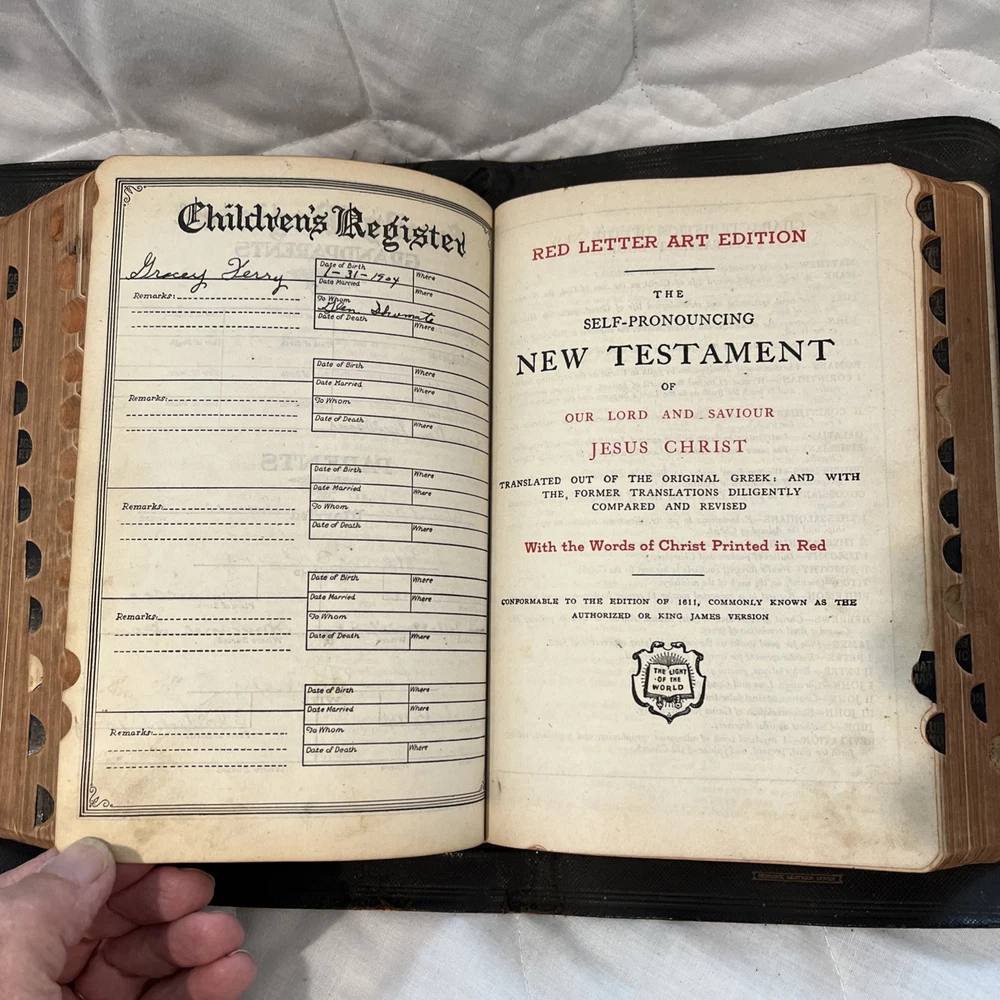 Children's Register
Gracey Terry
Date of Birth
1-31-1904
Where
Date Married
Where
Remarks:
To Whom
Glen Shumate
Date of Death
Where
Date of Birth
Where
Date Married
Where
Remarks:
To Whom
Date of Death
Where
Date of Birth
Where
Date Married
Where
Remarks:
To Whom
Date of Death
Where
Date of Birth
Where
Date Married
Where
Remarks:
To Whom
Date of Death
Where
Date of Birth
Where
Date Married
Where
Remarks:
To Whom
Date of Death
Where
RED LETTER ART EDITION
THE
SELF-PRONOUNCING
NEW TESTAMENT
OF
OUR LORD AND SAVIOUR
JESUS CHRIST
TRANSLATED OUT OF THE ORIGINAL GREEK: AND WITH
THE FORMER TRANSLATIONS DILIGENTLY
COMPARED AND REVISED
With the Words of Christ Printed in Red
CONFORMABLE TO THE EDITION OF 1611, COMMONLY KNOWN AS THE
AUTHORIZED OR KING JAMES VERSION
THE LIGHT
OF THE
WORLD
GENUINE LEATHER COVER